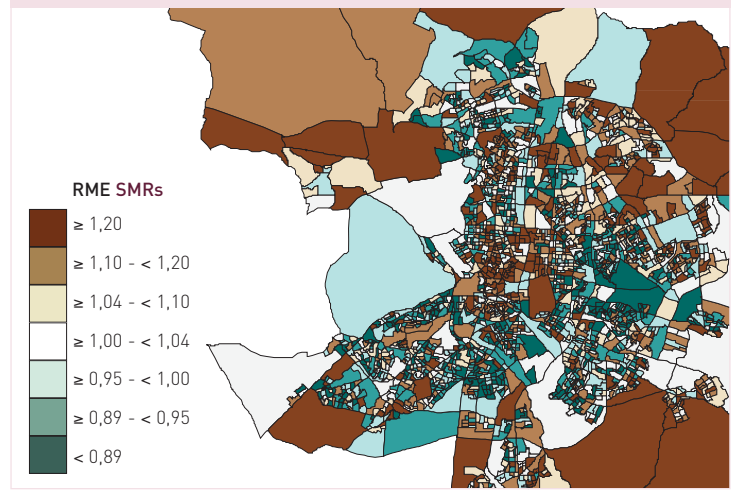 RME SMRs
≥ 1,20
≥ 1,10 - < 1,20
≥ 1,04 - < 1,10
≥ 1,00 - < 1,04
≥ 0,95 - < 1,00
≥ 0,89 - < 0,95
< 0,89